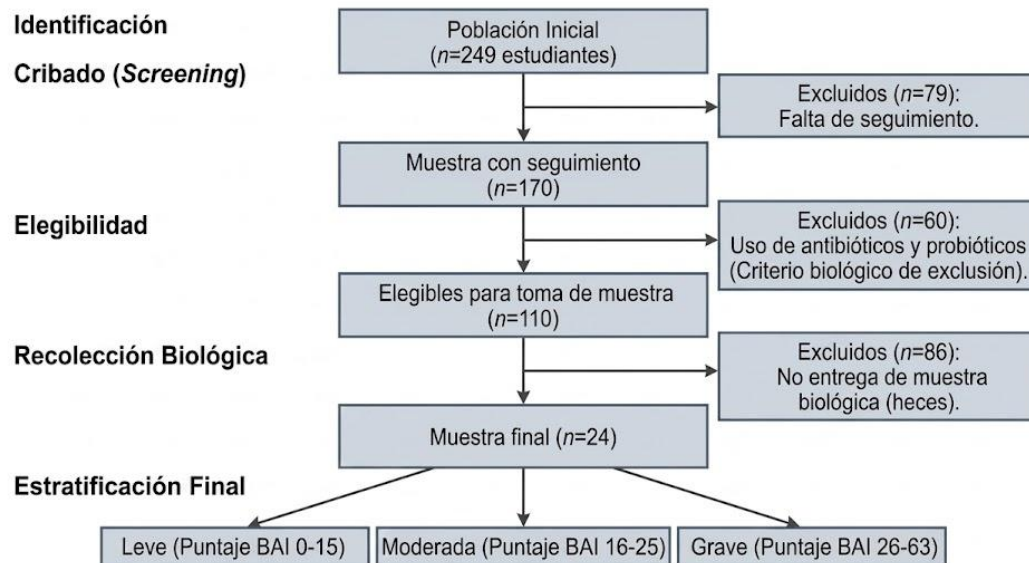 Identificación
Población Inicial
(n=249 estudiantes)
Cribado (Screening)
Excluidos (n=79):
Falta de seguimiento.
Muestra con seguimiento
(n=170)
Elegibilidad
Excluidos (n=60):
Uso de antibióticos y probióticos
(Criterio biológico de exclusión).
Elegibles para toma de muestra
(n=110)
Recolección Biológica
Excluidos (n=86):
No entrega de muestra
biológica (heces).
Muestra final (n=24)
Estratificación Final
Leve (Puntaje BAI 0-15)
Moderada (Puntaje BAI 16-25)
Grave (Puntaje BAI 26-63)